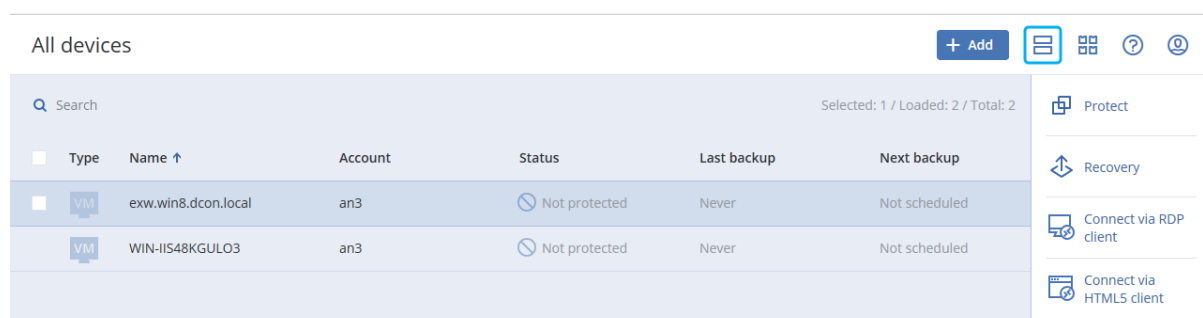 All devices
+ Add
Search
Selected: 1 / Loaded: 2 / Total: 2
Type Name Account Status Last backup Next backup
VM exw.win8.dcon.local an3 Not protected Never Not scheduled
VM WIN-IIS48KGULO3 an3 Not protected Never Not scheduled
Protect
Recovery
Connect via RDP
client
Connect via
HTML5 client